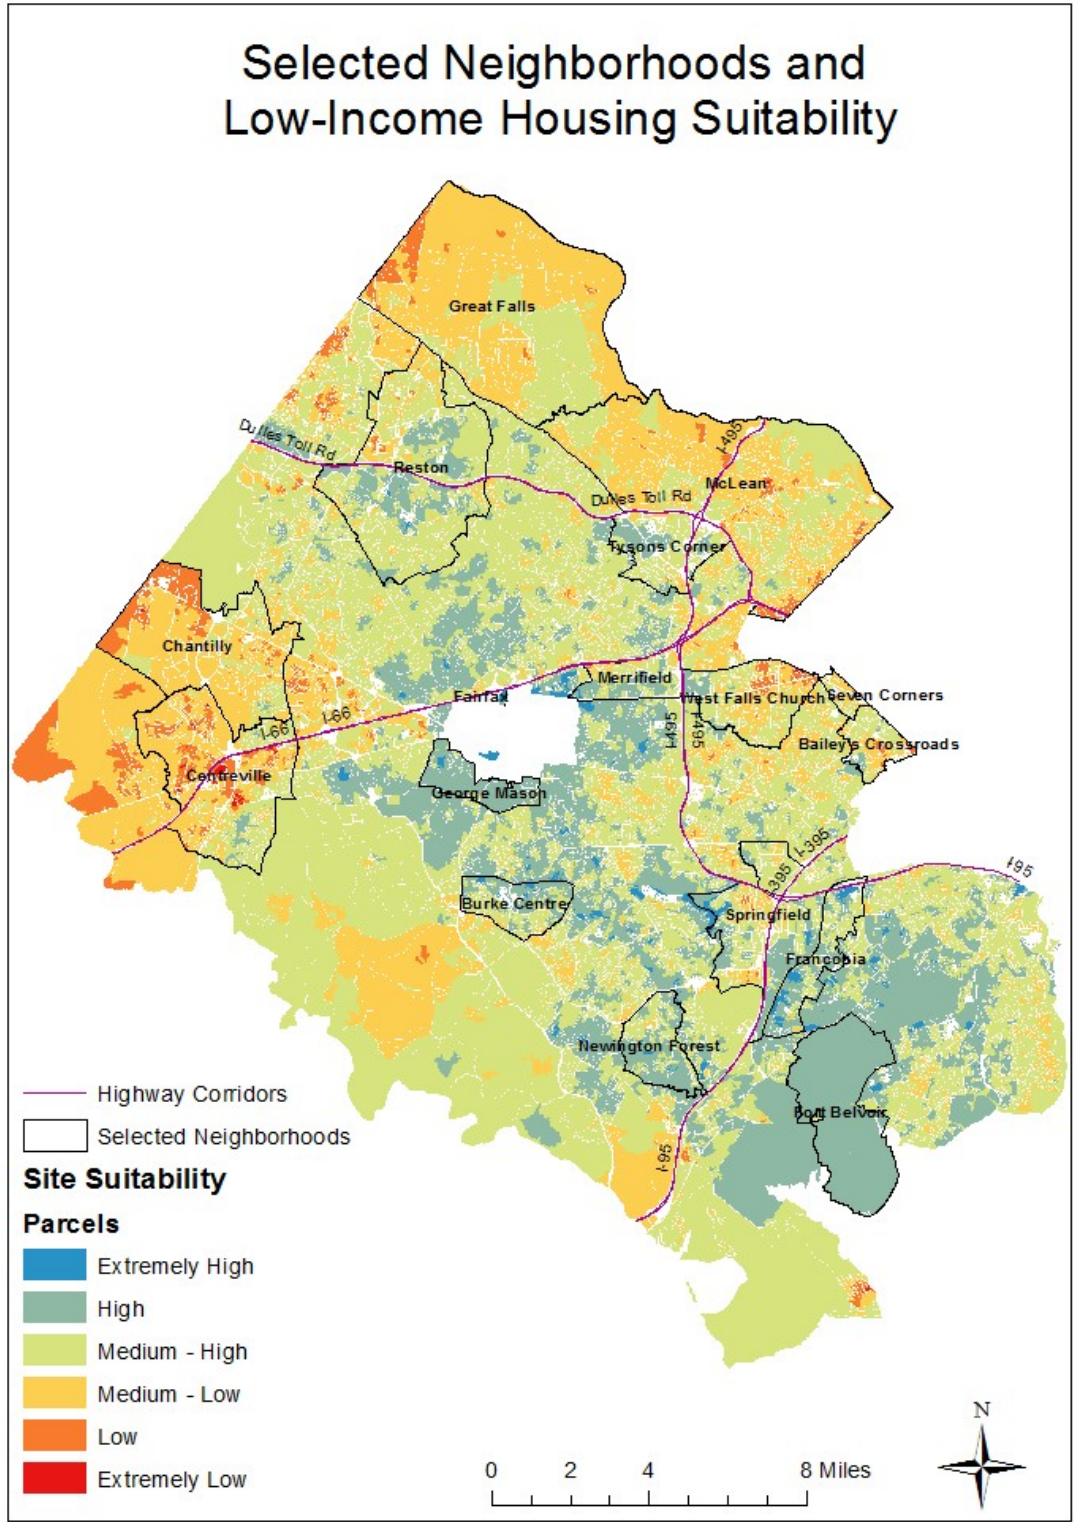 Selected Neighborhoods and
Low-Income Housing Suitability
Great Falls
I-495
Dulles Toll Rd
Reston
McLean
Dulles Toll Rd
Tysons Corner
Chantilly
Merrifield
Fairfax
West Falls Church
Seven Corners
I-66
I-66
I-495
I-495
Bailey's Crossroads
Centreville
George Mason
I-395
I-395
I-95
Burke Centre
Springfield
Franconia
Newington Forest
Fort Belvoir
I-95
Highway Corridors
Selected Neighborhoods
Site Suitability
Parcels
Extremely High
High
Medium - High
Medium - Low
Low
Extremely Low
N
0 2 4 8 Miles